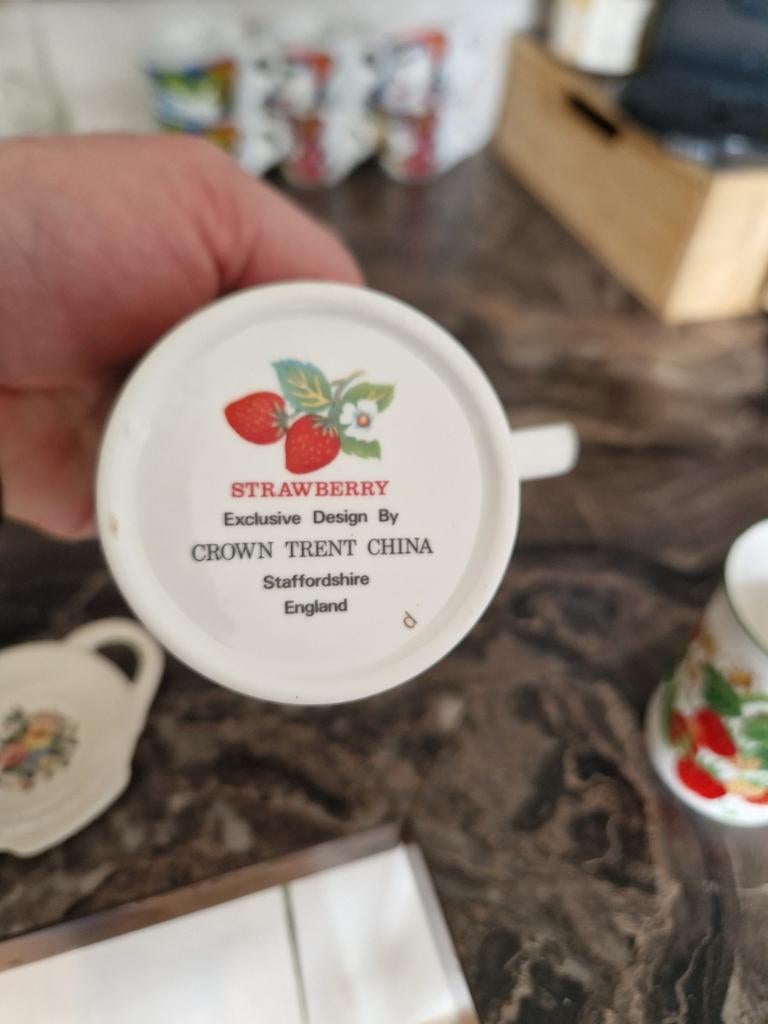 STRAWBERRY
Exclusive Design By
CROWN TRENT CHINA
Staffordshire
England
d